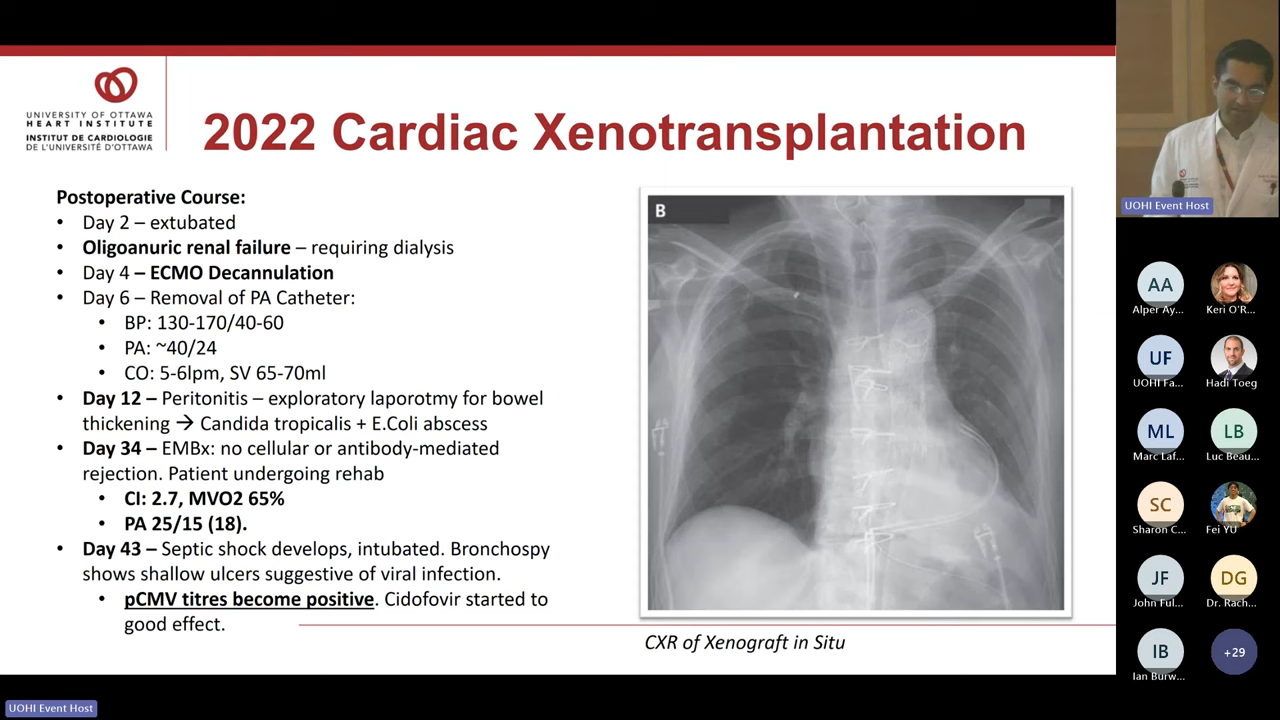 UNIVERSITY OF OTTAWA
HEART INSTITUTE
INSTITUT DE CARDIOLOGIE
DE L'UNIVERSITÉ D'OTTAWA
2022 Cardiac Xenotransplantation
Postoperative Course:
• Day 2 – extubated
• Oligoanuric renal failure – requiring dialysis
• Day 4 – ECMO Decannulation
• Day 6 – Removal of PA Catheter:
• BP: 130-170/40-60
• PA: ~40/24
• CO: 5-6lpm, SV 65-70ml
• Day 12 – Peritonitis – exploratory laporotmy for bowel
thickening → Candida tropicalis + E.Coli abscess
• Day 34 – EMBx: no cellular or antibody-mediated
rejection. Patient undergoing rehab
• CI: 2.7, MVO2 65%
• PA 25/15 (18).
• Day 43 – Septic shock develops, intubated. Bronchospy
shows shallow ulcers suggestive of viral infection.
• pCMV titres become positive. Cidofovir started to
good effect.
B
CXR of Xenograft in Situ
UOHI Event Host
AA
Alper Ay...
Keri O'R...
UF
UOHI Fa...
Hadi Toeg
ML
Marc Laf...
LB
Luc Beau...
SC
Sharon C...
Fei YU
JF
John Ful...
DG
Dr. Rach...
IB
Ian Burw...
+29
UOHI Event Host